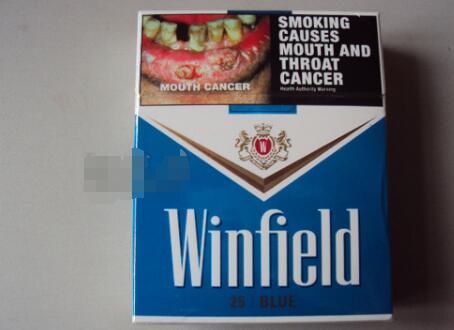 SMOKING
CAUSES
MOUTH AND
THROAT
CANCER
Health Authority Warning
MOUTH CANCER
W
Winfield
25 BLUE